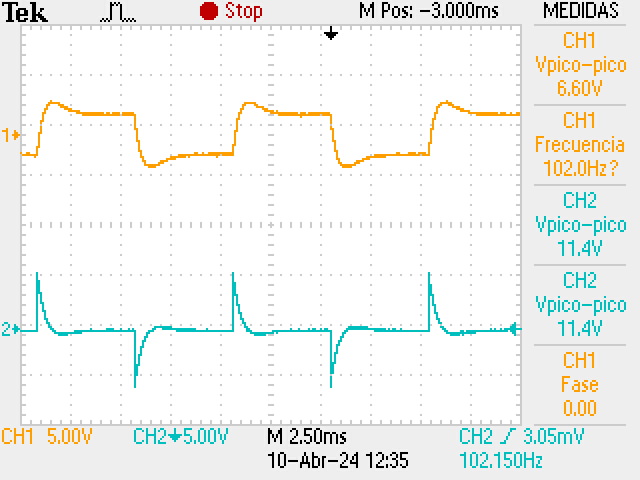 Tek Stop M Pos: -3.000ms MEDIDAS
CH1
Vpico-pico
6.60V
CH1
Frecuencia
102.0Hz?
CH2
Vpico-pico
11.4V
CH2
Vpico-pico
11.4V
CH1
Fase
0.00
1
2
CH1 5.00V CH2 5.00V M 2.50ms CH2 3.05mV
10-Abr-24 12:35 102.150Hz